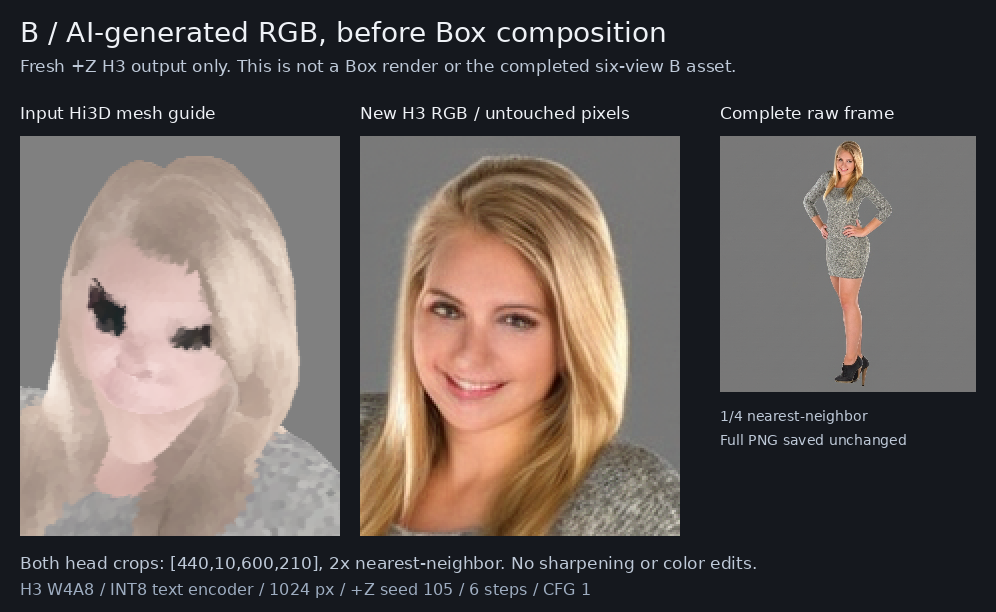 B / AI-generated RGB, before Box composition
Fresh +Z H3 output only. This is not a Box render or the completed six-view B asset.
Input Hi3D mesh guide
New H3 RGB / untouched pixels
Complete raw frame
1/4 nearest-neighbor
Full PNG saved unchanged
Both head crops: [440,10,600,210], 2x nearest-neighbor. No sharpening or color edits.
H3 W4A8 / INT8 text encoder / 1024 px / +Z seed 105 / 6 steps / CFG 1